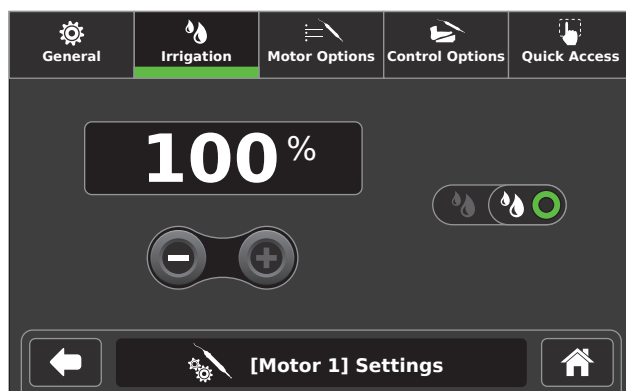 General
Irrigation
Motor Options
Control Options
Quick Access
100%
[Motor 1] Settings